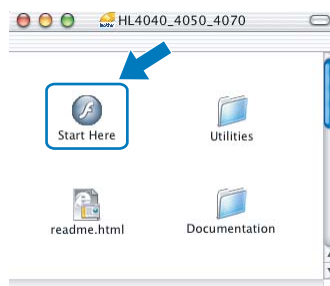 HL4040_4050_4070
Start Here
Utilities
readme.html
Documentation